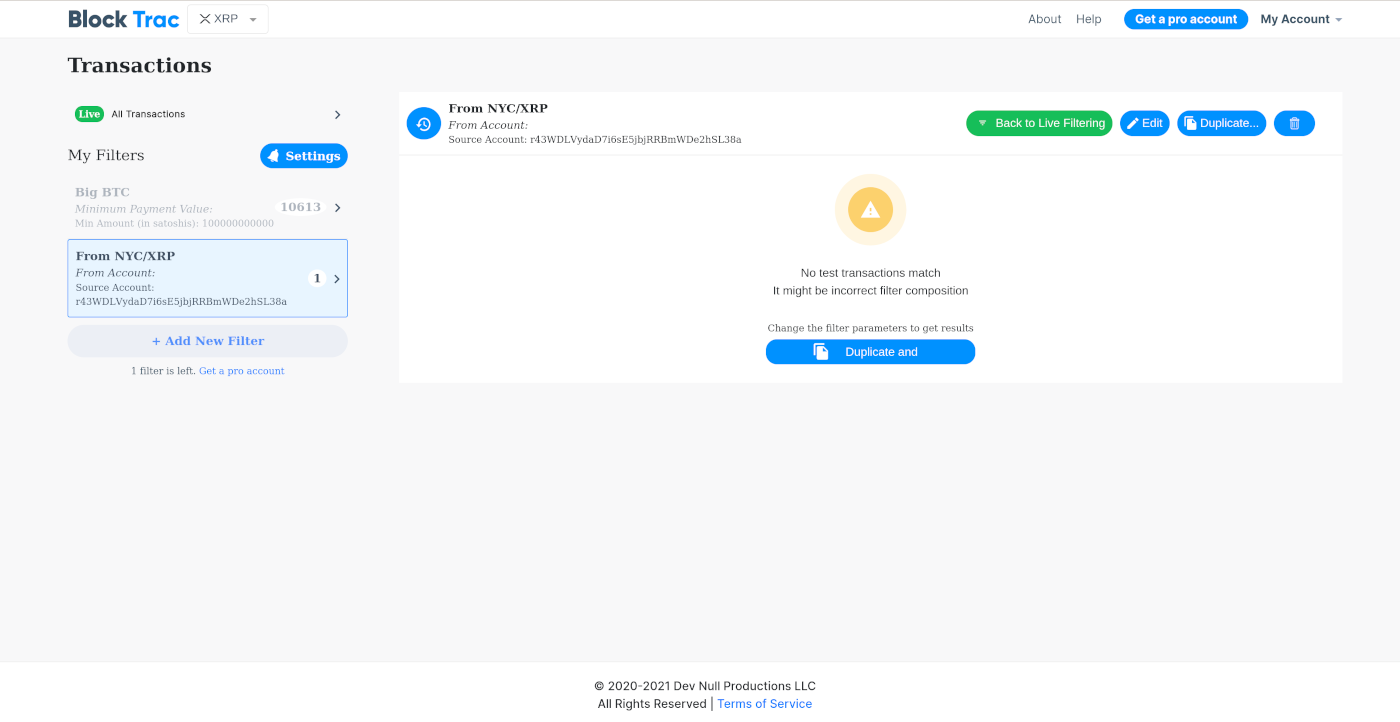 Block Trac
XRP
About
Help
Get a pro account
My Account
Transactions
Live All Transactions
My Filters
Settings
Big BTC
Minimum Payment Value:
Min Amount (in satoshis): 100000000000
10613
From NYC/XRP
From Account:
Source Account:
r43WDLVydaD7i6sE5jbjRRBmWDe2hSL38a
1
+ Add New Filter
1 filter is left. Get a pro account
From NYC/XRP
From Account:
Source Account: r43WDLVydaD7i6sE5jbjRRBmWDe2hSL38a
Back to Live Filtering
Edit
Duplicate...
No test transactions match
It might be incorrect filter composition
Change the filter parameters to get results
Duplicate and
© 2020-2021 Dev Null Productions LLC
All Rights Reserved | Terms of Service